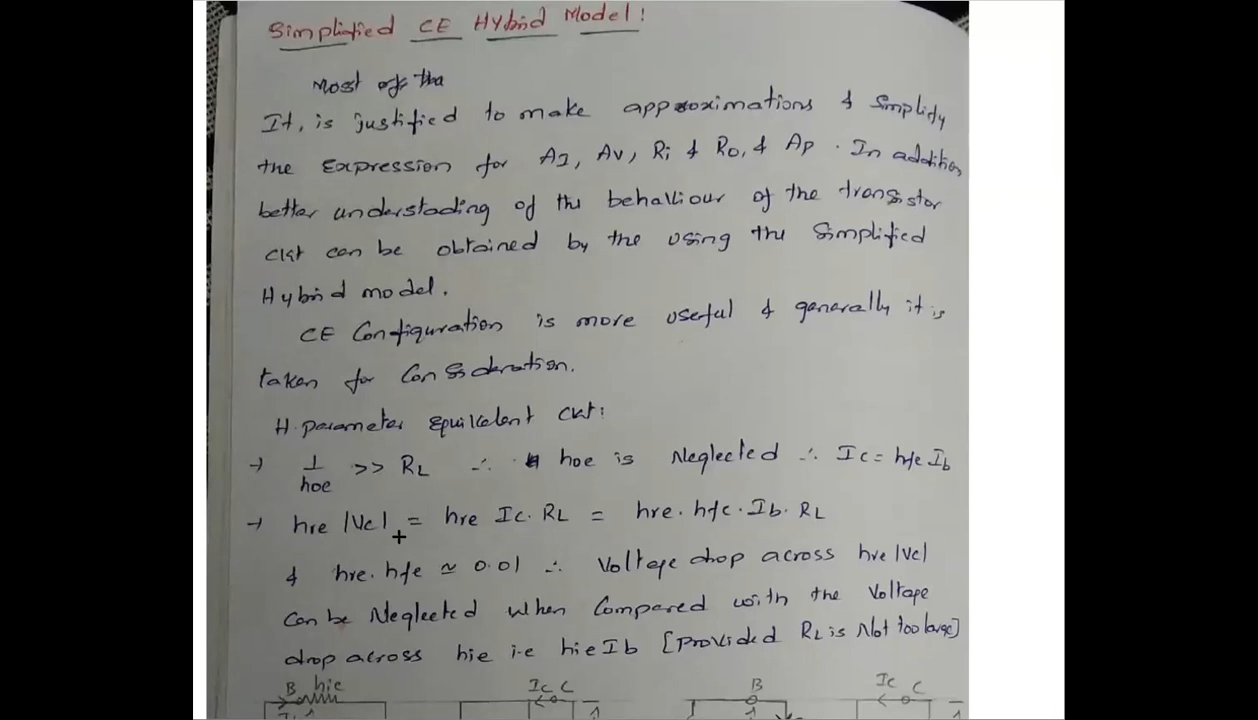 Simplified CE Hybrid Model:
Most of the
It, is justified to make approximations & Simplify
the Expression for AI, AV, Ri & RO, & AP. In addition
better understading of the behaviour of the transistor
ckt can be obtained by the using the Simplified
Hybrid model.
CE Configuration is more useful & generally it is
taken for Consideration.
H. parameter Equivelent ckt:
→ 1/hoe >> RL ∴ hoe is Neglected ∴ Ic = hfe Ib
→ hre |Vc| = hre Ic. RL = hre. hfe. Ib. RL
& hre. hfe ≃ 0.01 ∴ Voltage drop across hre |Vc|
can be Neglected when Compared with the Voltage
drop across hie i.e hie Ib [Provided RL is Not too large]
B hie Ic C B Ic C